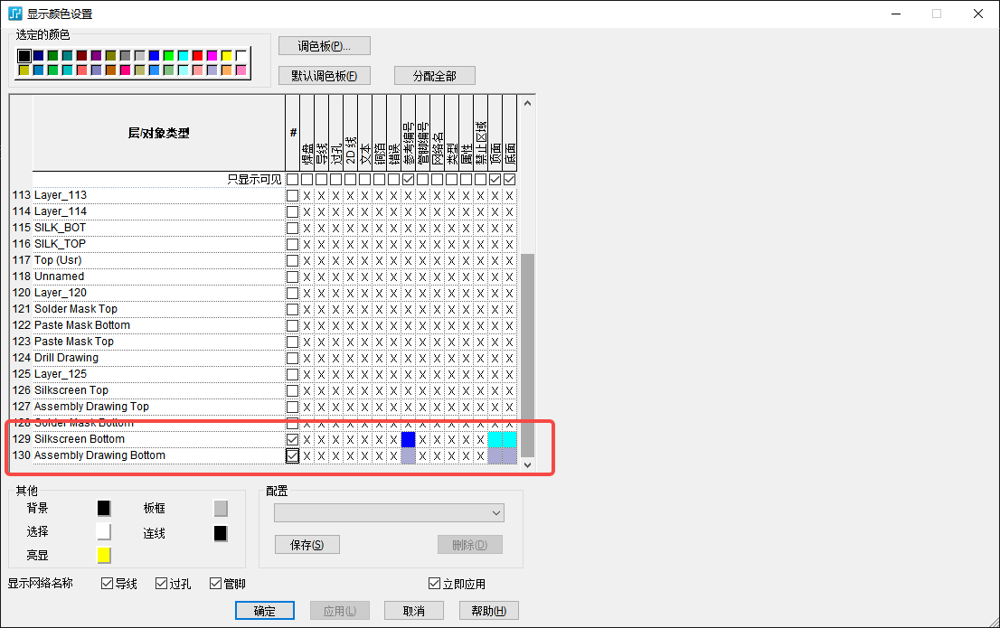 显示颜色设置
选定的颜色
调色板(P)...
默认调色板(F)
分配全部
层/对象类型
#
焊盘
导线
过孔
2D 线
文本
铜箔
错误
参考编号
管脚编号
网络名
类型
属性
禁止区域
顶面
底面
只显示可见
113 Layer_113 X X X X X X X X X X X X X X X
114 Layer_114 X X X X X X X X X X X X X X X
115 SILK_BOT X X X X X X X X X X X X X X X
116 SILK_TOP X X X X X X X X X X X X X X X
117 Top (Usr) X X X X X X X X X X X X X X X
118 Unnamed X X X X X X X X X X X X X X X
120 Layer_120 X X X X X X X X X X X X X X X
121 Solder Mask Top X X X X X X X X X X X X X X X
122 Paste Mask Bottom X X X X X X X X X X X X X X X
123 Paste Mask Top X X X X X X X X X X X X X X X
124 Drill Drawing X X X X X X X X X X X X X X X
125 Layer_125 X X X X X X X X X X X X X X X
126 Silkscreen Top X X X X X X X X X X X X X X X
127 Assembly Drawing Top X X X X X X X X X X X X X X X
128 Solder Mask Bottom X X X X X X X X X X X X X X X
129 Silkscreen Bottom X X X X X X X X X X X X
130 Assembly Drawing Bottom X X X X X X X X X X X X
其他
背景
板框
选择
连线
亮显
配置
保存(S)
删除(D)
显示网络名称
导线
过孔
管脚
立即应用
确定
应用(L)
取消
帮助(H)